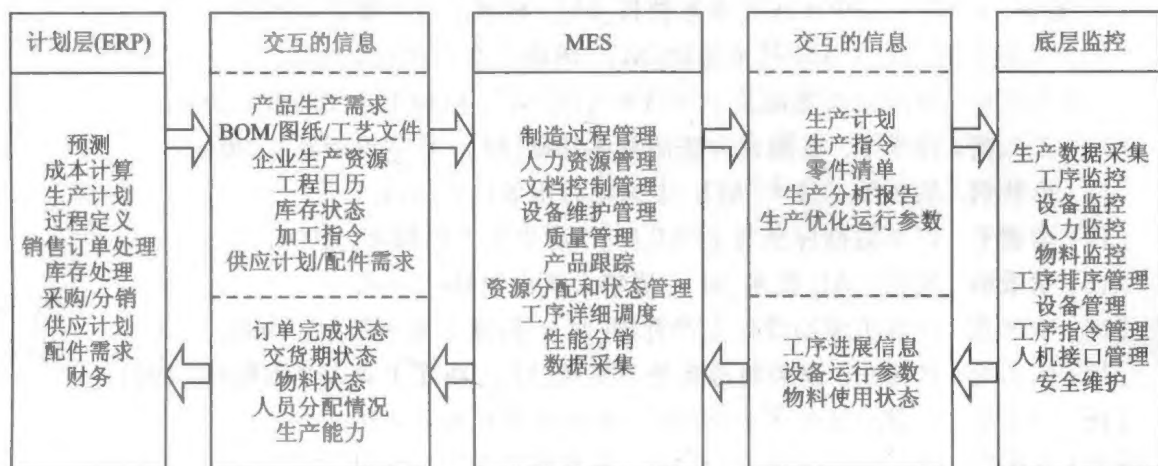 计划层(ERP)
预测
成本计算
生产计划
过程定义
销售订单处理
库存处理
采购/分销
供应计划
配件需求
财务
交互的信息
产品生产需求
BOM/图纸/工艺文件
企业生产资源
工程日历
库存状态
加工指令
供应计划/配件需求
订单完成状态
交货期状态
物料状态
人员分配情况
生产能力
MES
制造过程管理
人力资源管理
文档控制管理
设备维护管理
质量管理
产品跟踪
资源分配和状态管理
工序详细调度
性能分销
数据采集
交互的信息
生产计划
生产指令
零件清单
生产务析报告
生产优化运行参数
工序进展信息
设备运行参数
物料使用状态
底层监控
生产数据采集
工序监控
设备监控
人力监控
物料监控
工序排序管理
设备管理
工序指令管理
人机接口管理
安全维护